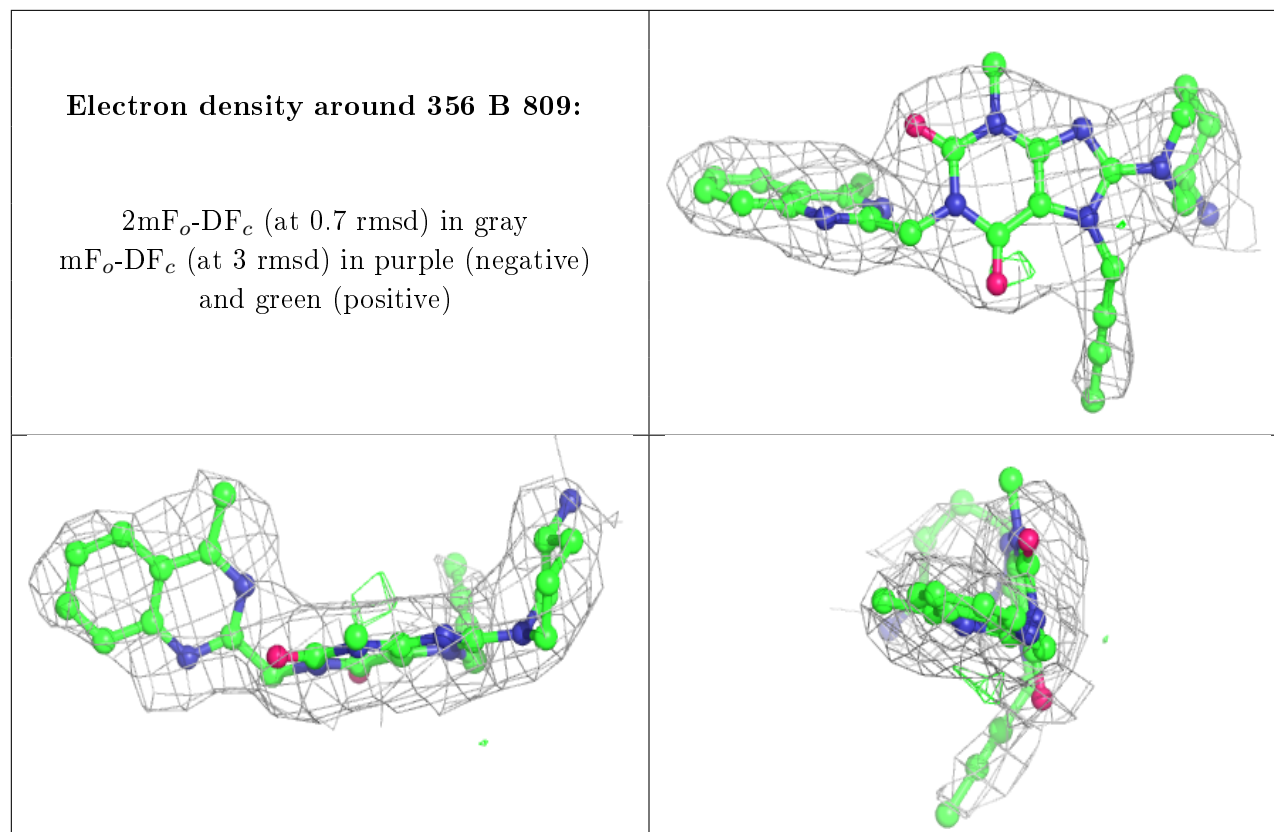 Electron density around 356 B 809:
2mFₒ-DF𝒸 (at 0.7 rmsd) in gray
mFₒ-DF𝒸 (at 3 rmsd) in purple (negative)
and green (positive)